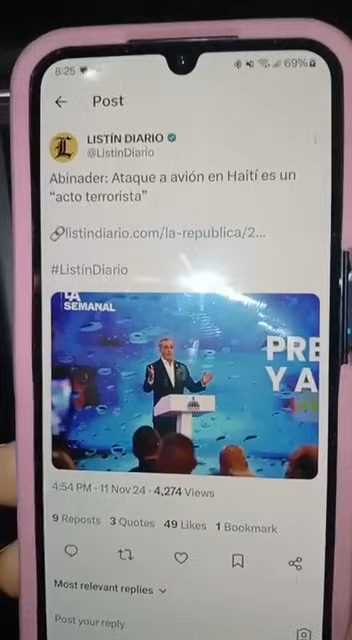 8:25
69%
Post
LISTÍN DIARIO
@ListinDiario
Abinader: Ataque a avión en Haití es un
“acto terrorista”
listindiario.com/la-republica/2...
#ListínDiario
LA
SEMANAL
PRE
Y A
4:54 PM · 11 Nov 24 · 4,274 Views
9 Reposts 3 Quotes 49 Likes 1 Bookmark
Most relevant replies
Post your reply